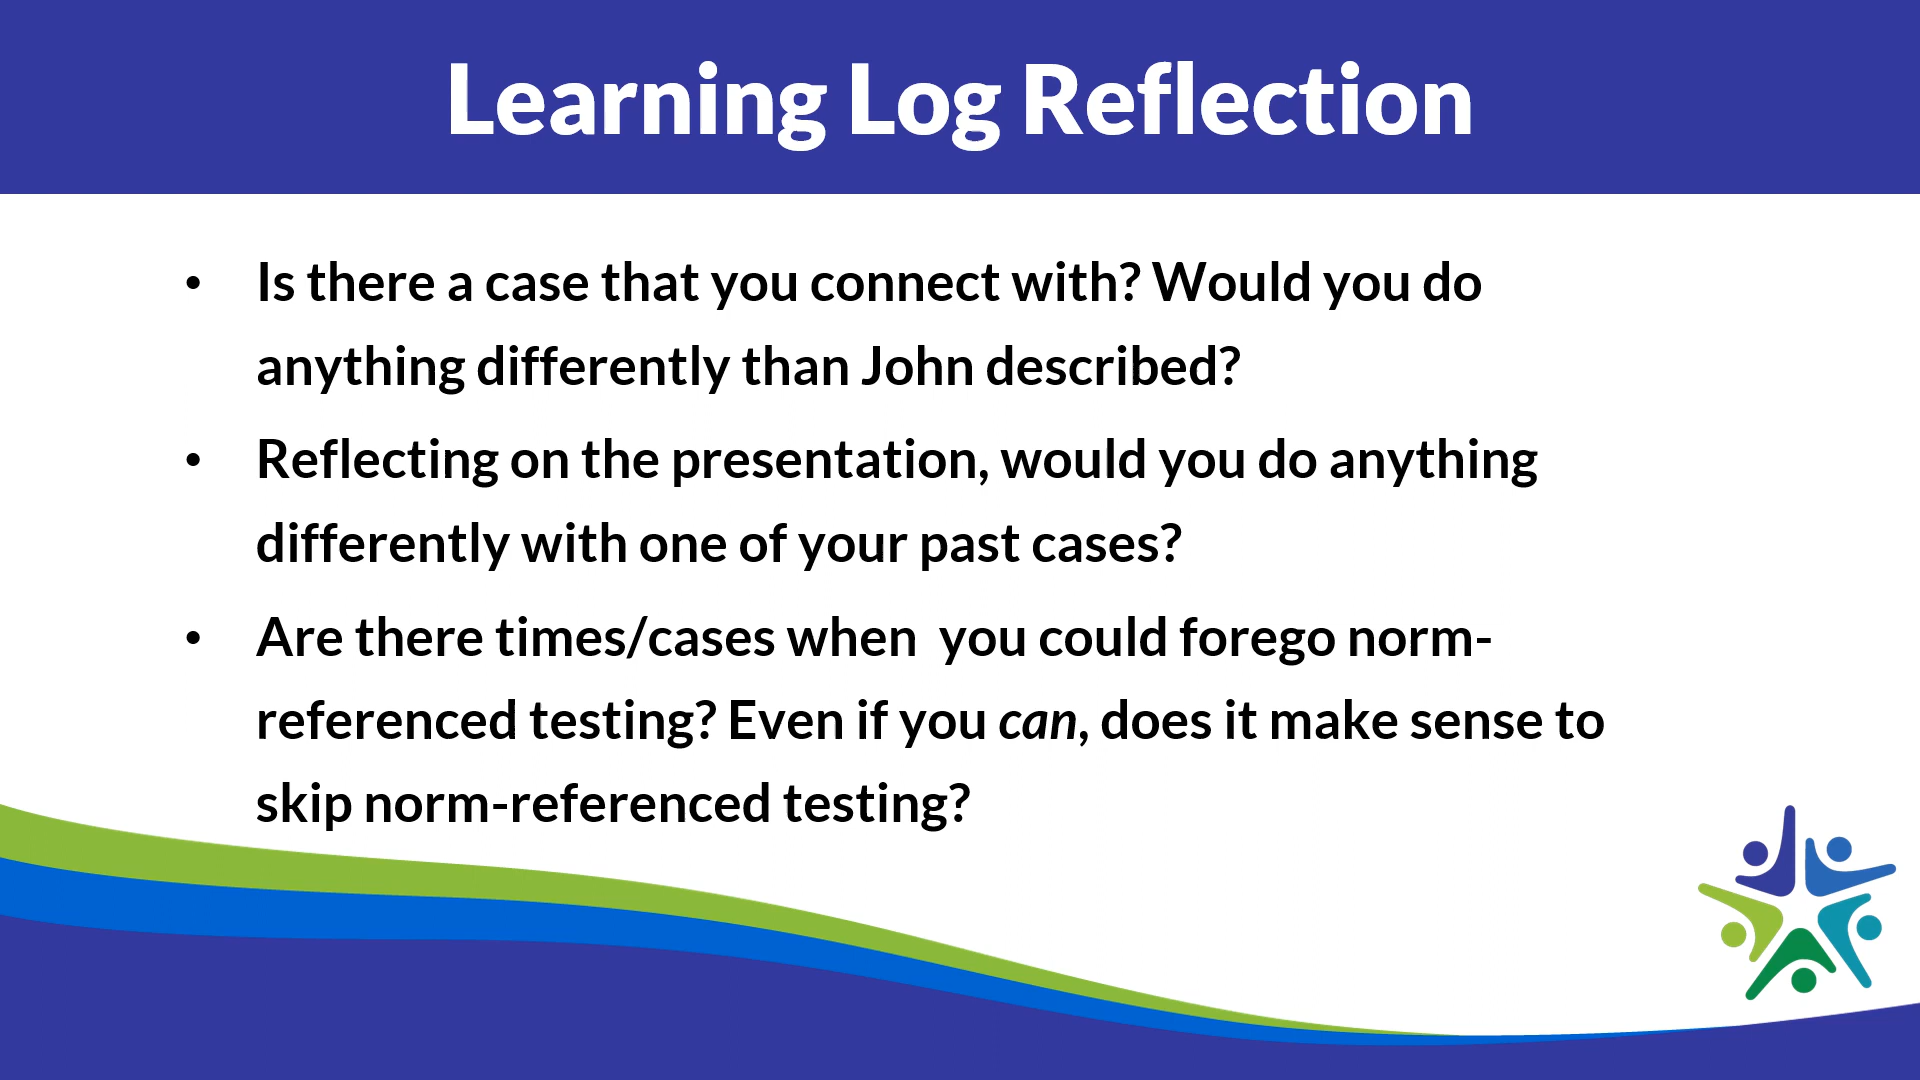 Learning Log Reflection
• Is there a case that you connect with? Would you do
anything differently than John described?
• Reflecting on the presentation, would you do anything
differently with one of your past cases?
• Are there times/cases when  you could forego norm-
referenced testing? Even if you can, does it make sense to
skip norm-referenced testing?